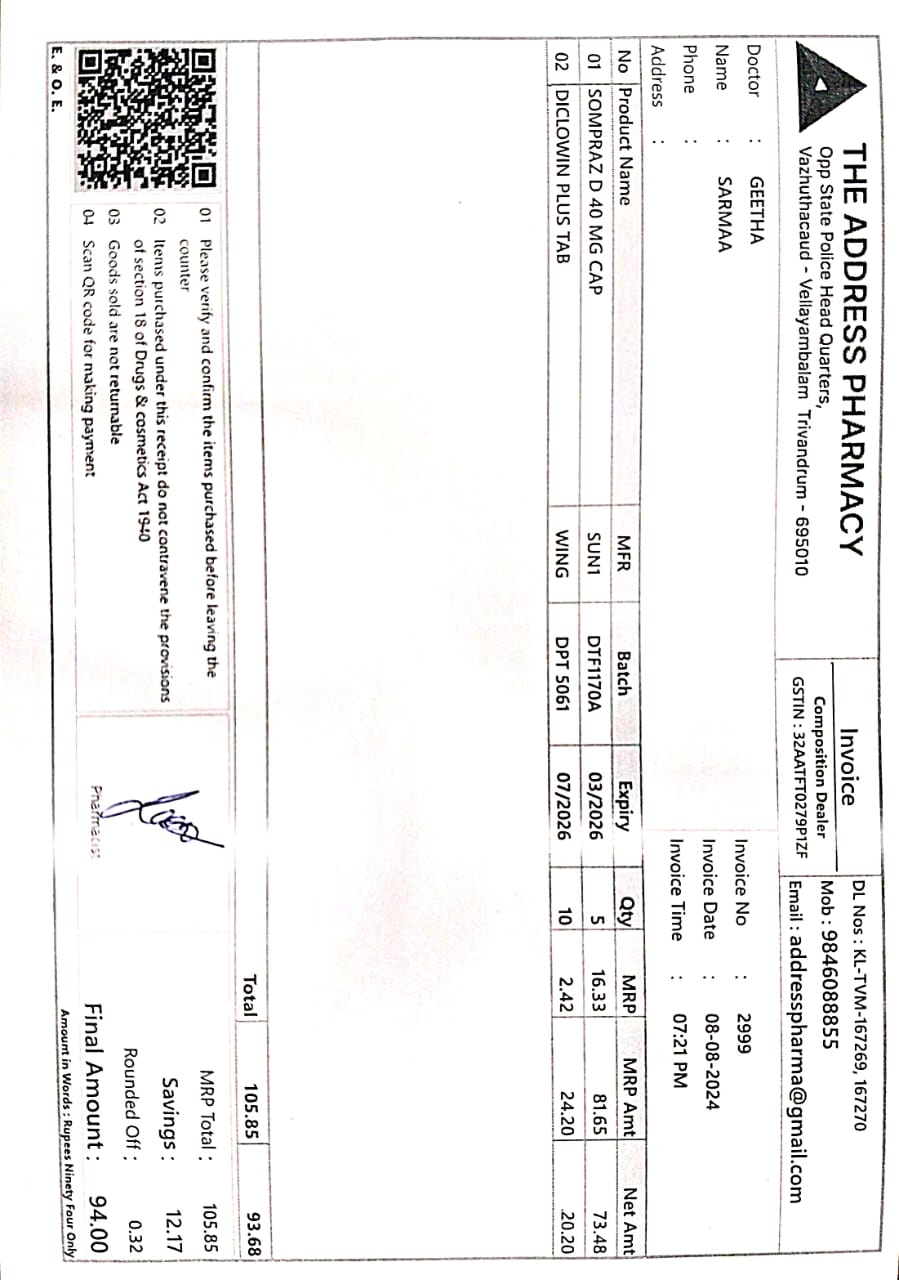 THE ADDRESS PHARMACY
Opp State Police Head Quarters,
Vazhuthacaud - Vellayambalam Trivandrum - 695010
Invoice
Composition Dealer
GSTIN : 32AATFT0279P1ZF
DL Nos : KL-TVM-167269, 167270
Mob : 9846088855
Email : addresspharma@gmail.com
Doctor : GEETHA
Name : SARMAA
Phone :
Address :
Invoice No : 2999
Invoice Date : 08-08-2024
Invoice Time : 07:21 PM
No Product Name MFR Batch Expiry Qty MRP MRP Amt Net Amt
01 SOMPRAZ D 40 MG CAP SUN1 DTF1170A 03/2026 5 16.33 81.65 73.48
02 DICLOWIN PLUS TAB WING DPT 5061 07/2026 10 2.42 24.20 20.20
Total 105.85 93.68
01 Please verify and confirm the items purchased before leaving the
counter
02 Items purchased under this receipt do not contravene the provisions
of section 18 of Drugs & cosmetics Act 1940
03 Goods sold are not returnable
04 Scan QR code for making payment
E. & O. E.
Pharmacist
MRP Total : 105.85
Savings : 12.17
Rounded Off : 0.32
Final Amount : 94.00
Amount in Words : Rupees Ninety Four Only